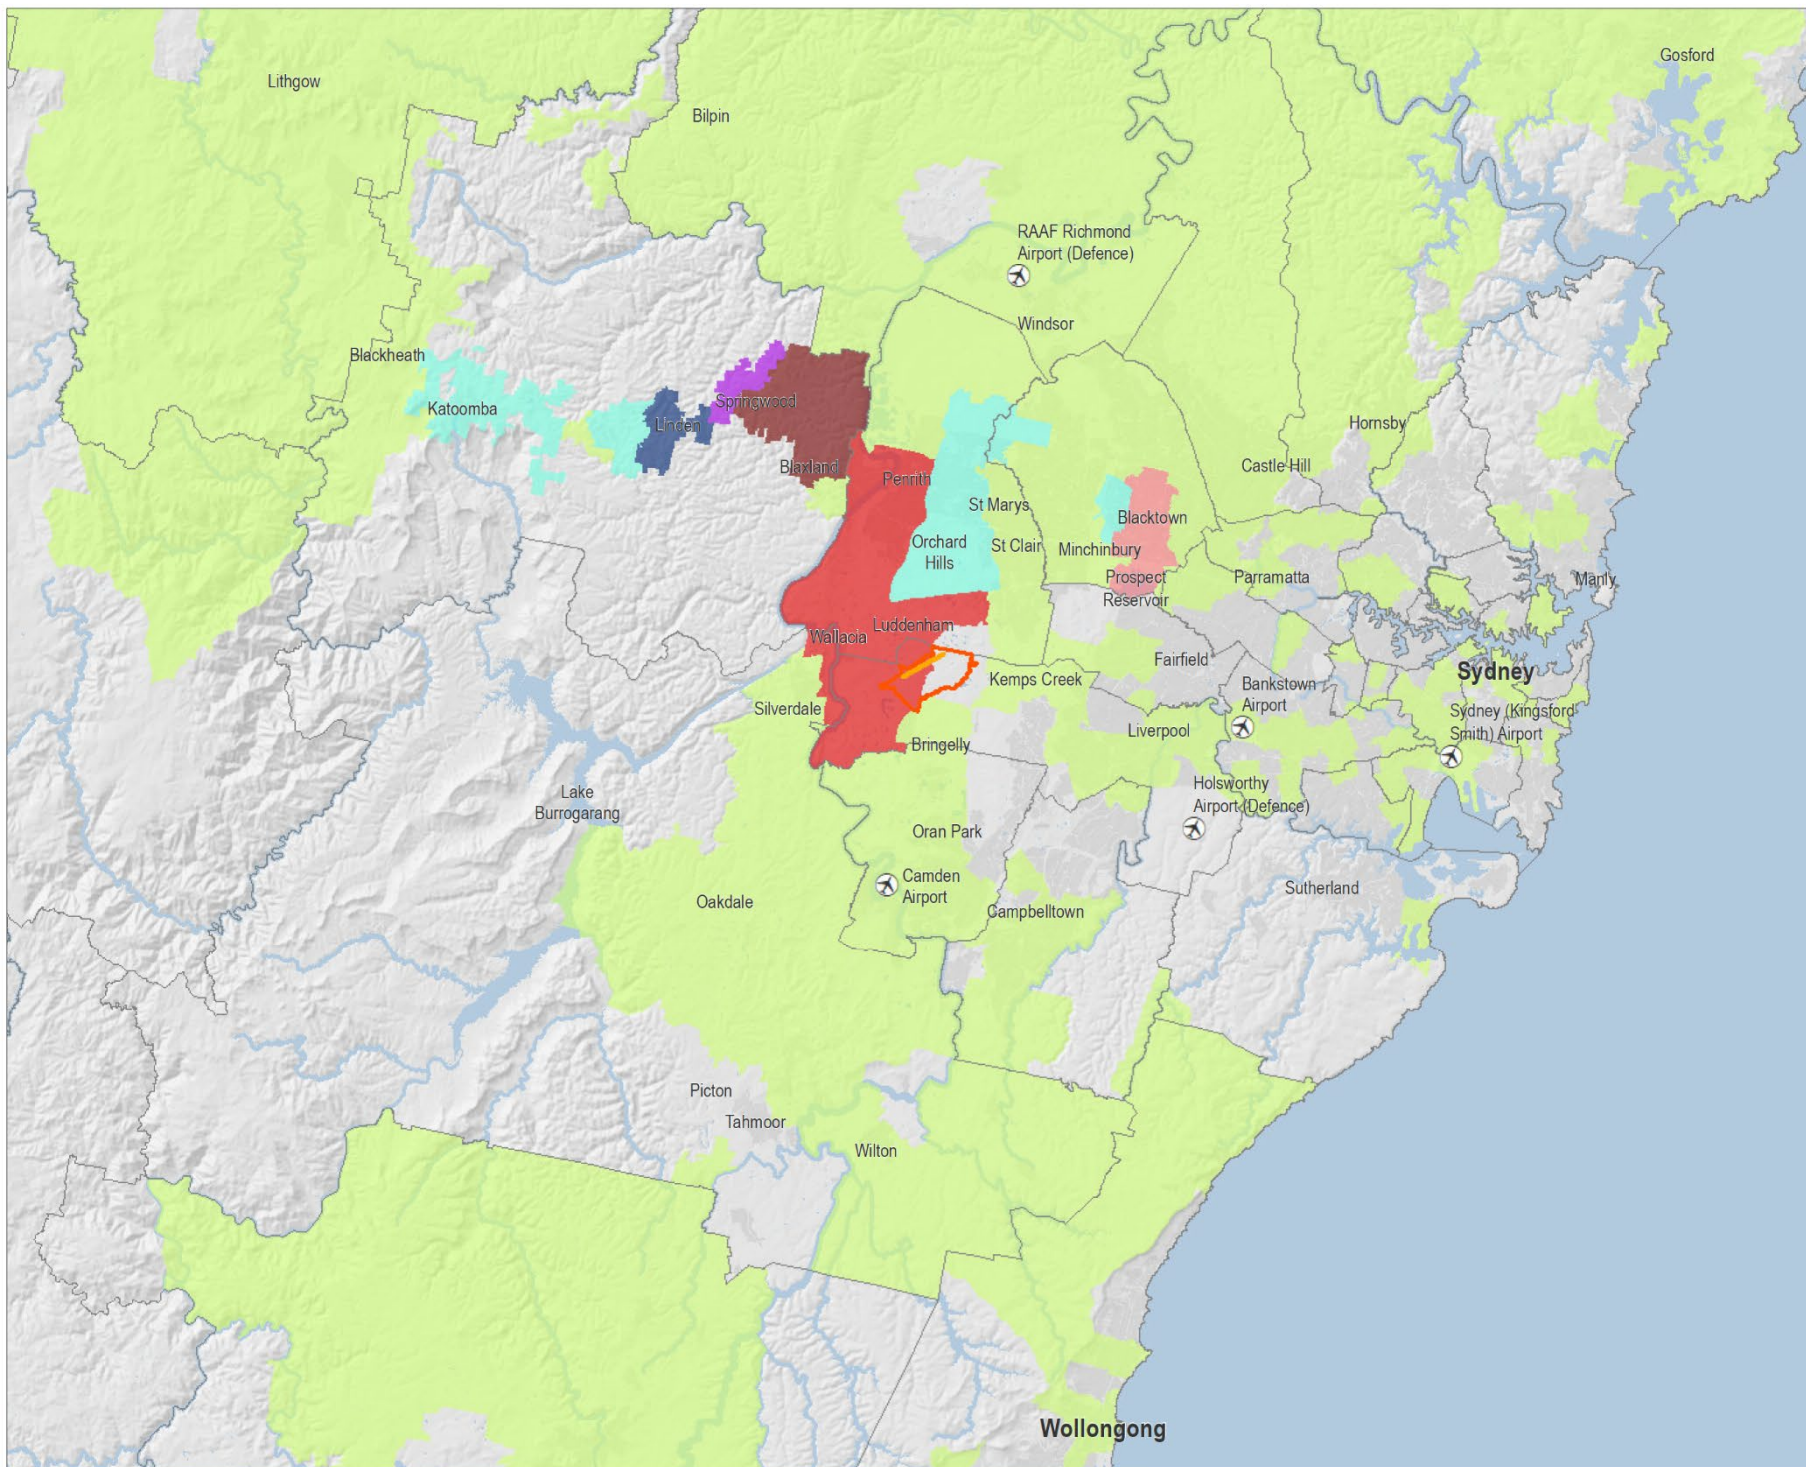 Gosford
Lithgow
Bilpin
RAAF Richmond
Airport (Defence)
Windsor
Blackheath
Katoomba
Springwood
Linden
Hornsby
Blaxland
Penrith
Castle Hill
St Marys
Blacktown
Orchard
Hills
St Clair
Minchinbury
Prospect
Reservoir
Parramatta
Manly
Luddenham
Wallacia
Fairfield
Sydney
Kemps Creek
Bankstown
Airport
Silverdale
Sydney (Kingsford
Smith) Airport
Liverpool
Bringelly
Lake
Burrogarang
Holsworthy
Airport (Defence)
Oran Park
Camden
Airport
Sutherland
Oakdale
Campbelltown
Picton
Tahmoor
Wilton
Wollongong